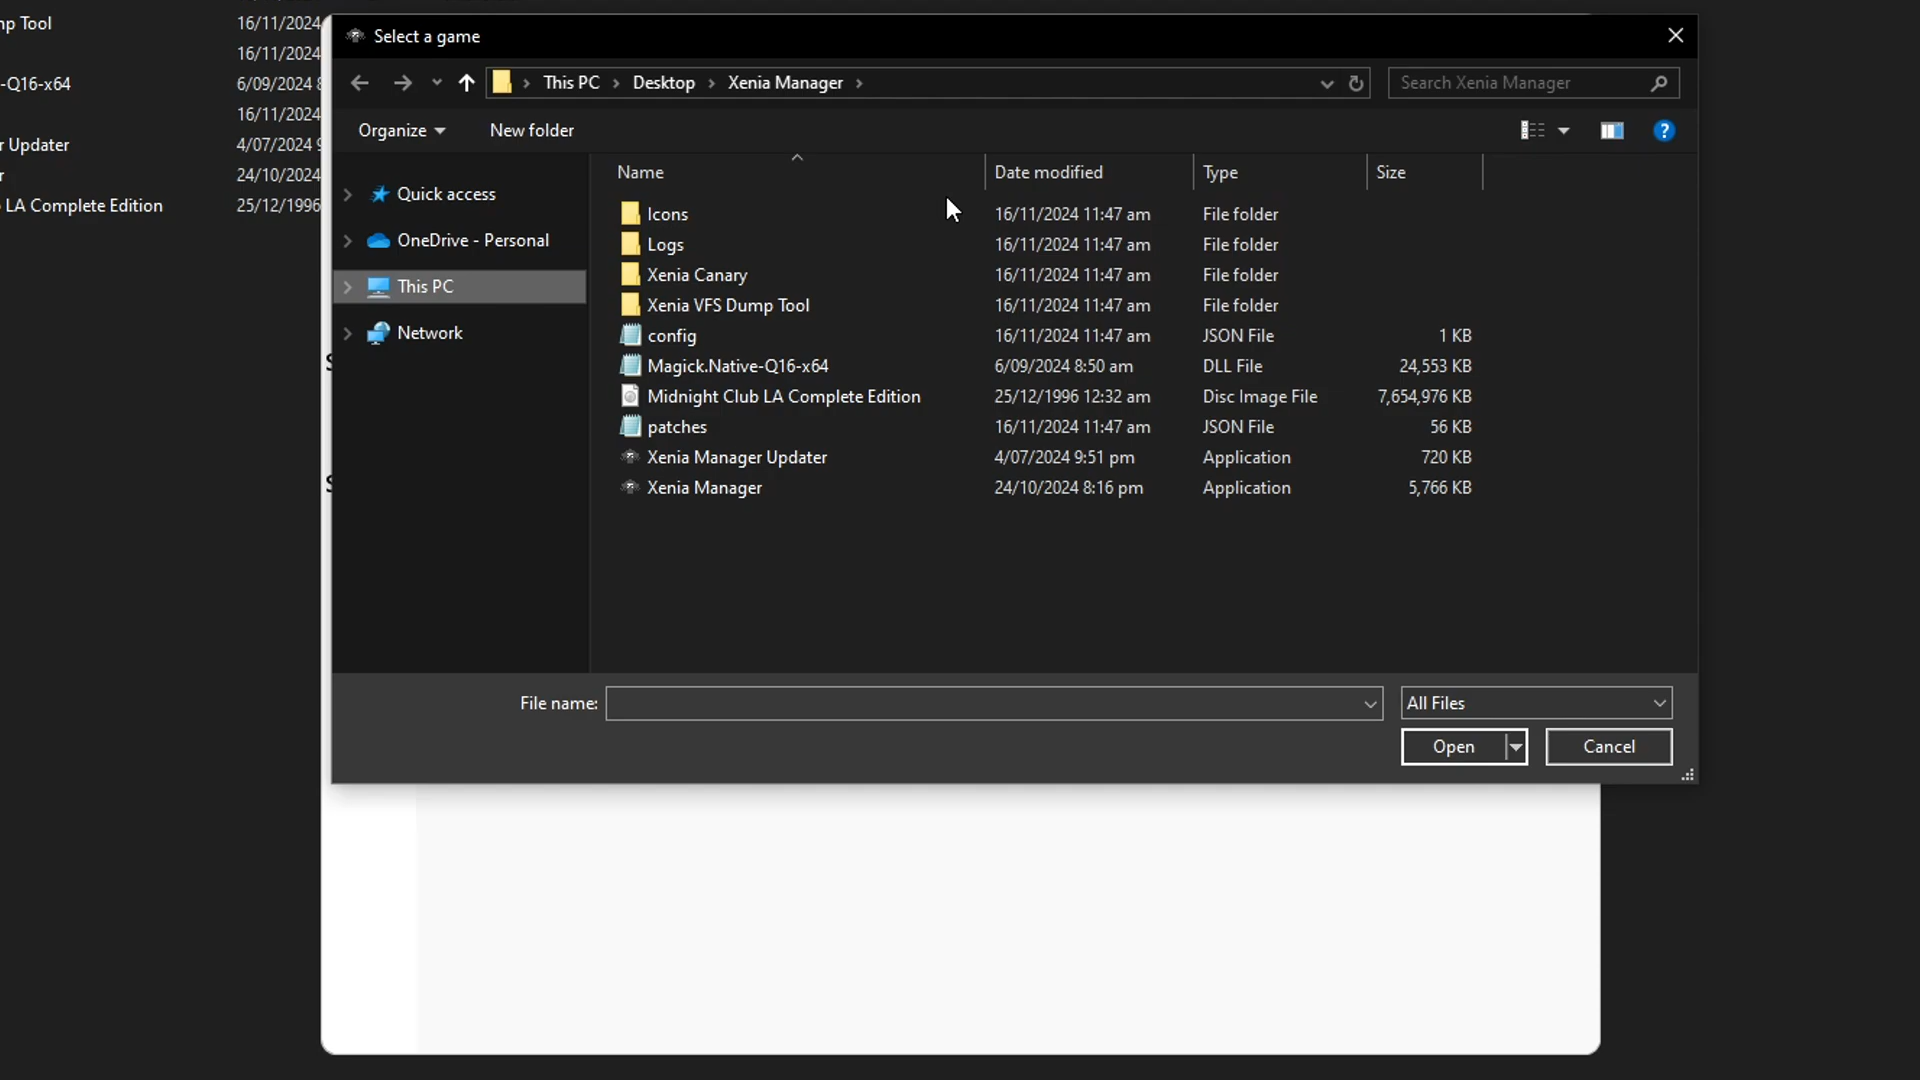 np Tool 16/11/2024
16/11/2024
-Q16-x64 6/09/2024 8
16/11/2024
r Updater 4/07/2024 9
r 24/10/2024
LA Complete Edition 25/12/1996
Select a game
This PC > Desktop > Xenia Manager >
Search Xenia Manager
Organize New folder
Quick access
OneDrive - Personal
This PC
Network
Name Date modified Type Size
Icons 16/11/2024 11:47 am File folder
Logs 16/11/2024 11:47 am File folder
Xenia Canary 16/11/2024 11:47 am File folder
Xenia VFS Dump Tool 16/11/2024 11:47 am File folder
config 16/11/2024 11:47 am JSON File 1 KB
Magick.Native-Q16-x64 6/09/2024 8:50 am DLL File 24,553 KB
Midnight Club LA Complete Edition 25/12/1996 12:32 am Disc Image File 7,654,976 KB
patches 16/11/2024 11:47 am JSON File 56 KB
Xenia Manager Updater 4/07/2024 9:51 pm Application 720 KB
Xenia Manager 24/10/2024 8:16 pm Application 5,766 KB
File name: All Files
Open Cancel